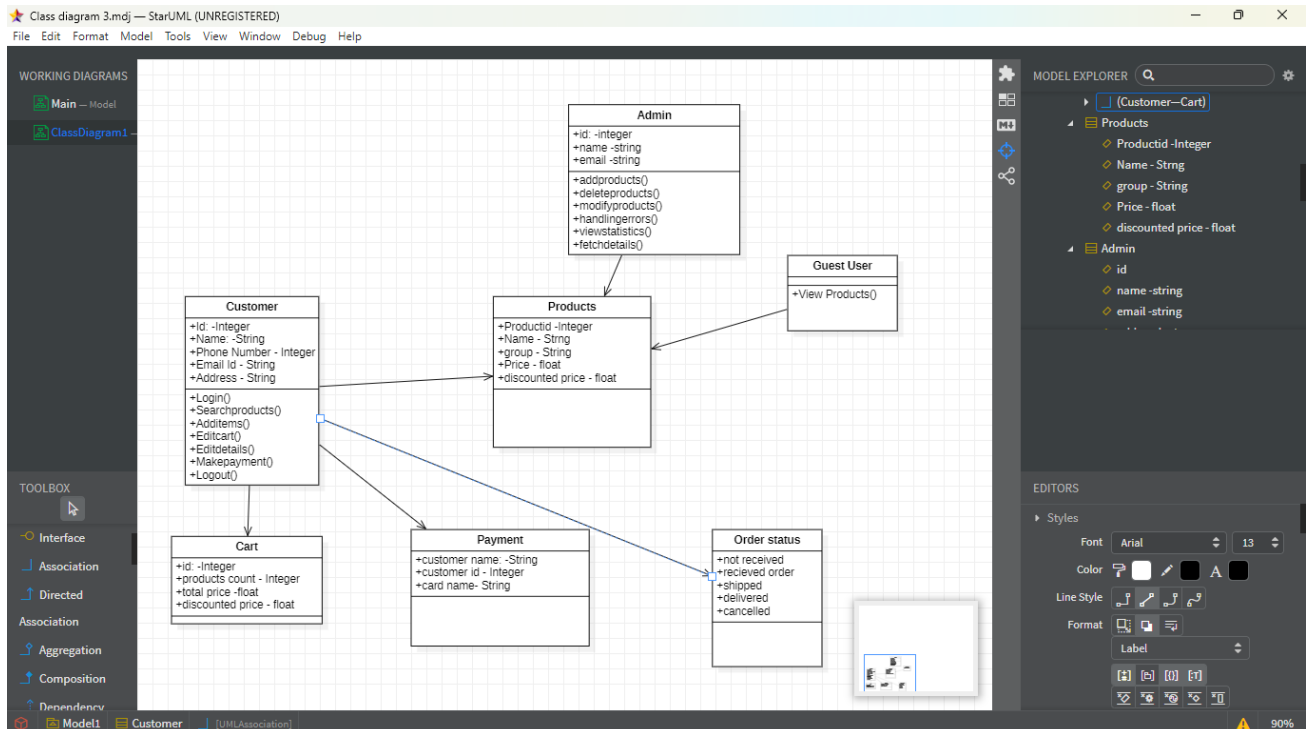 Class diagram 3.mdj — StarUML (UNREGISTERED)
File Edit Format Model Tools View Window Debug Help
WORKING DIAGRAMS
Main — Model
ClassDiagram1 —
Admin
+id: -integer
+name -string
+email -string
+addproducts()
+deleteproducts()
+modifyproducts()
+handlingerrors()
+viewstatistics()
+fetchdetails()
Guest User
+View Products()
Customer
+Id: -Integer
+Name: -String
+Phone Number - Integer
+Email Id - String
+Address - String
+Login()
+Searchproducts()
+Additems()
+Editcart()
+Editdetails()
+Makepayment()
+Logout()
Products
+Productid -Integer
+Name - Strng
+group - String
+Price - float
+discounted price - float
Cart
+id: -Integer
+products count - Integer
+total price -float
+discounted price - float
Payment
+customer name: -String
+customer id - Integer
+card name- String
Order status
+not received
+recieved order
+shipped
+delivered
+cancelled
TOOLBOX
Interface
Association
Directed
Association
Aggregation
Composition
Dependency
MODEL EXPLORER
(Customer—Cart)
Products
Productid -Integer
Name - Strng
group - String
Price - float
discounted price - float
Admin
id
name -string
email -string
EDITORS
Styles
Font Arial 13
Color A
Line Style
Format
Label
Model1 Customer [UMLAssociation]
90%